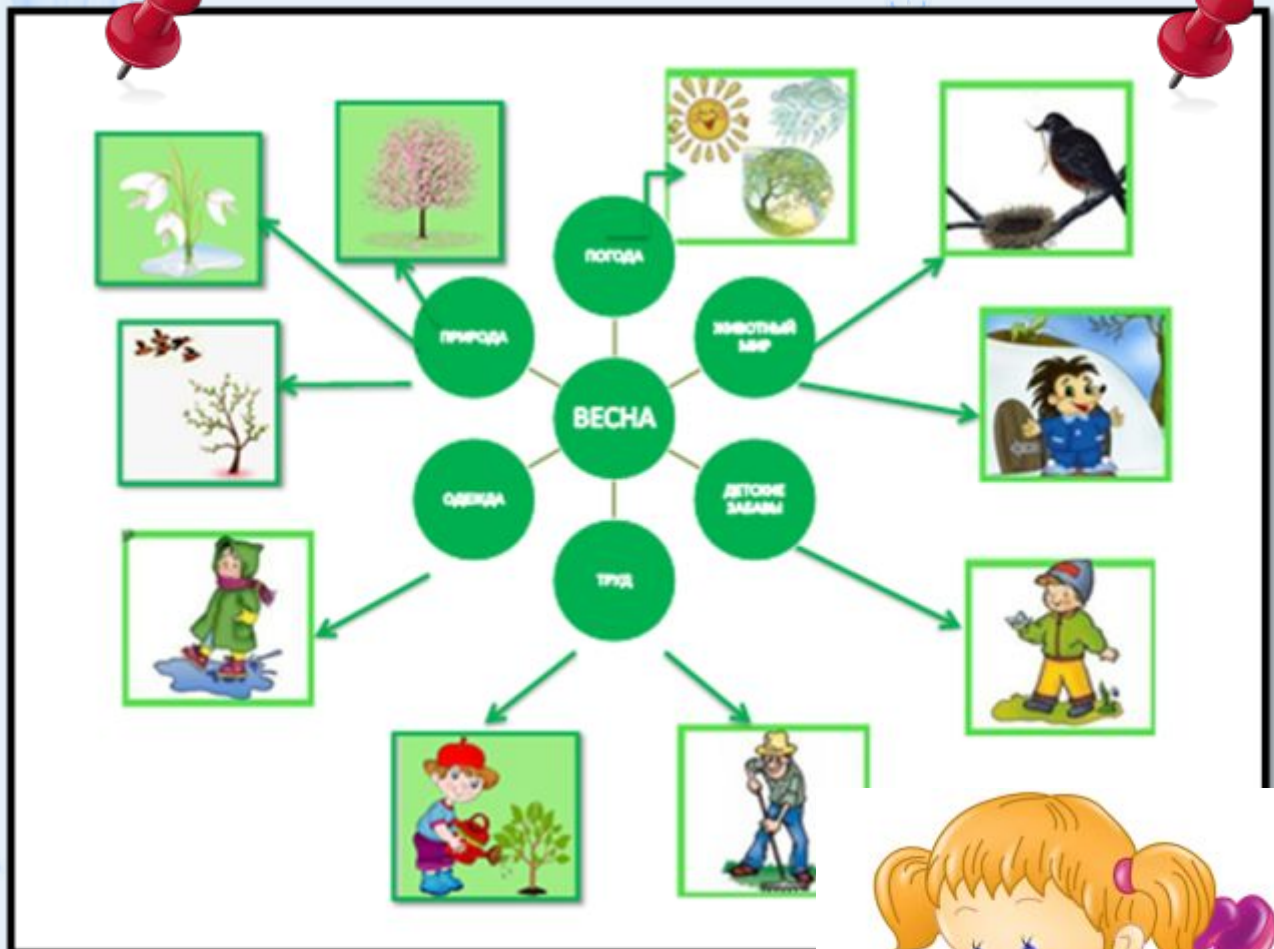 ПОГОДА
ПРИРОДА
ЖИВОТНЫЙ
МИР
ВЕСНА
ОДЕЖДА
ДЕТСКИЕ
ЗАБАВЫ
ТРУД